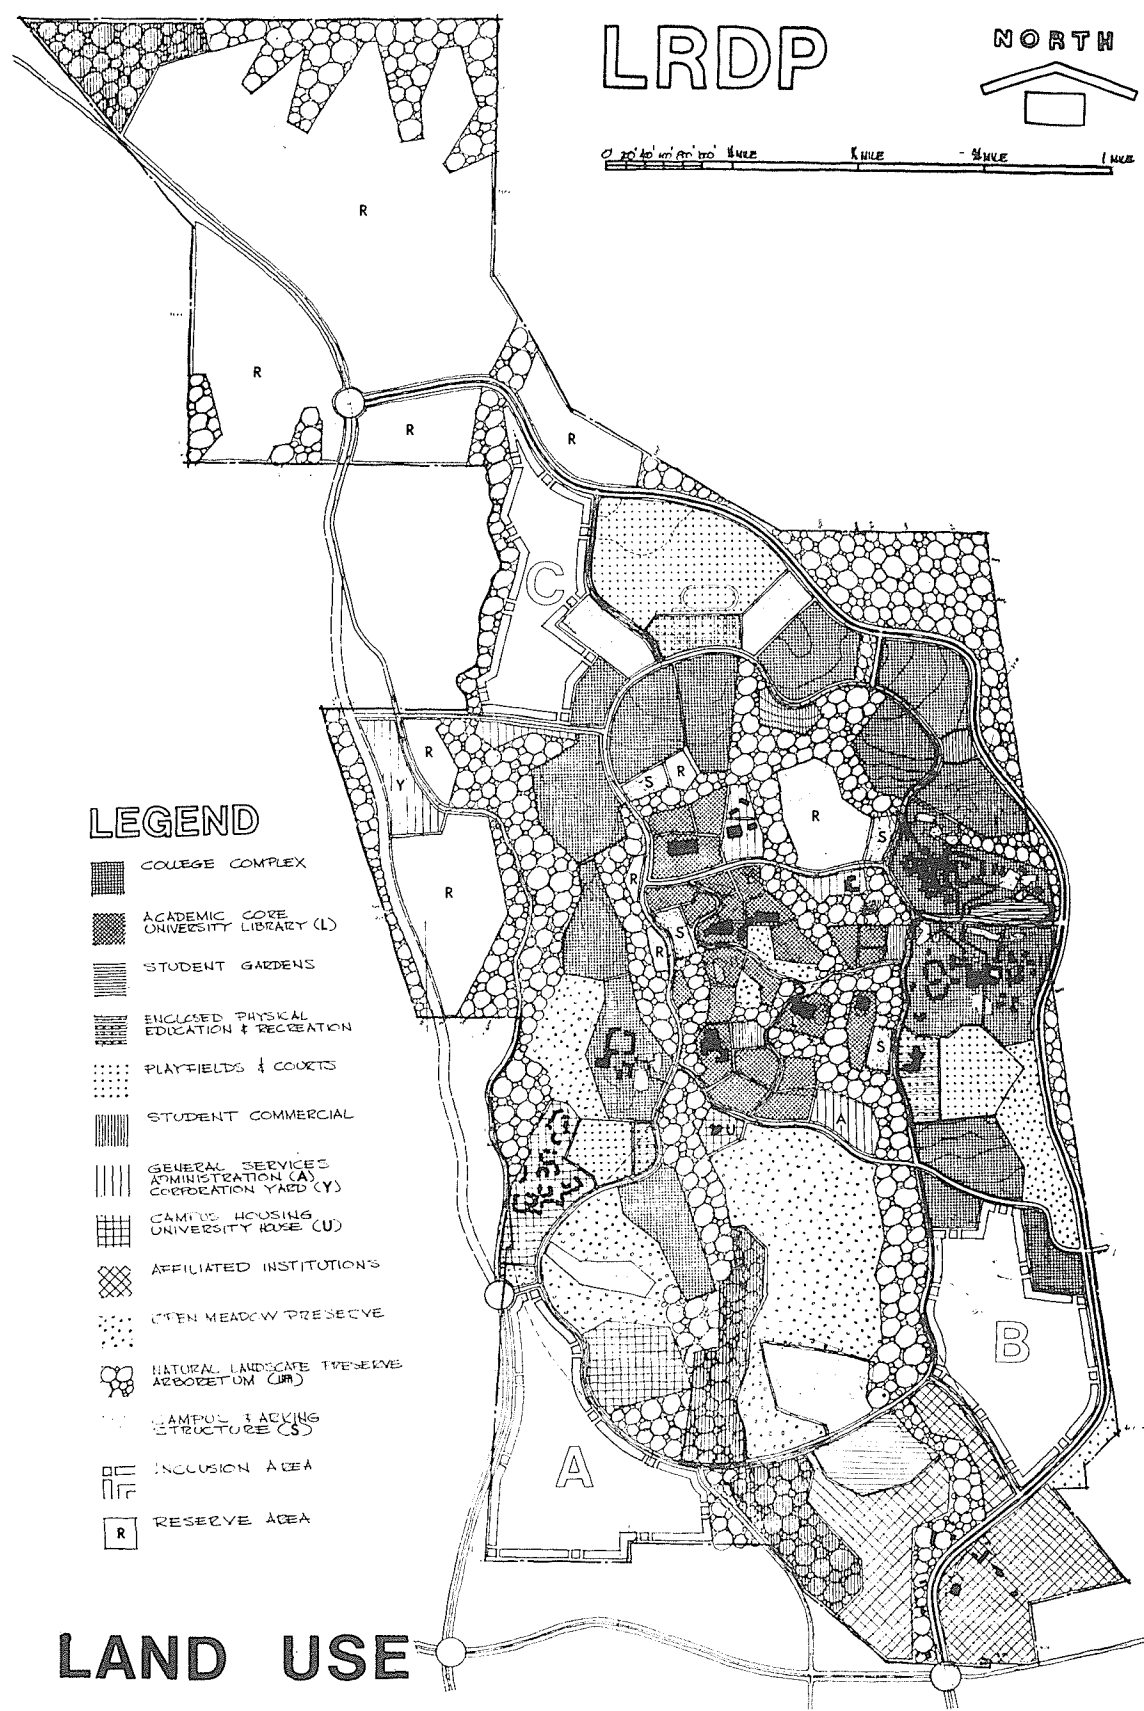 LRDP
NORTH
MILE
MILE
MILE
1 MILE
R
R
R
R
C
R
Y
S
R
R
S
R
R
S
R
S
U
A
B
A
LEGEND
COLLEGE COMPLEX
ACADEMIC CORE
UNIVERSITY LIBRARY (L)
STUDENT GARDENS
ENCLOSED PHYSICAL
EDUCATION & RECREATION
PLAYFIELDS & COURTS
STUDENT COMMERCIAL
GENERAL SERVICES
ADMINISTRATION (A)
CORPORATION YARD (Y)
CAMPUS HOUSING
UNIVERSITY HOUSE (U)
AFFILIATED INSTITUTIONS
OPEN MEADOW PRESERVE
NATURAL LANDSCAPE PRESERVE
ARBORETUM
CAMPUS PARKING
STRUCTURE (S)
INCLUSION AREA
R RESERVE AREA
LAND USE